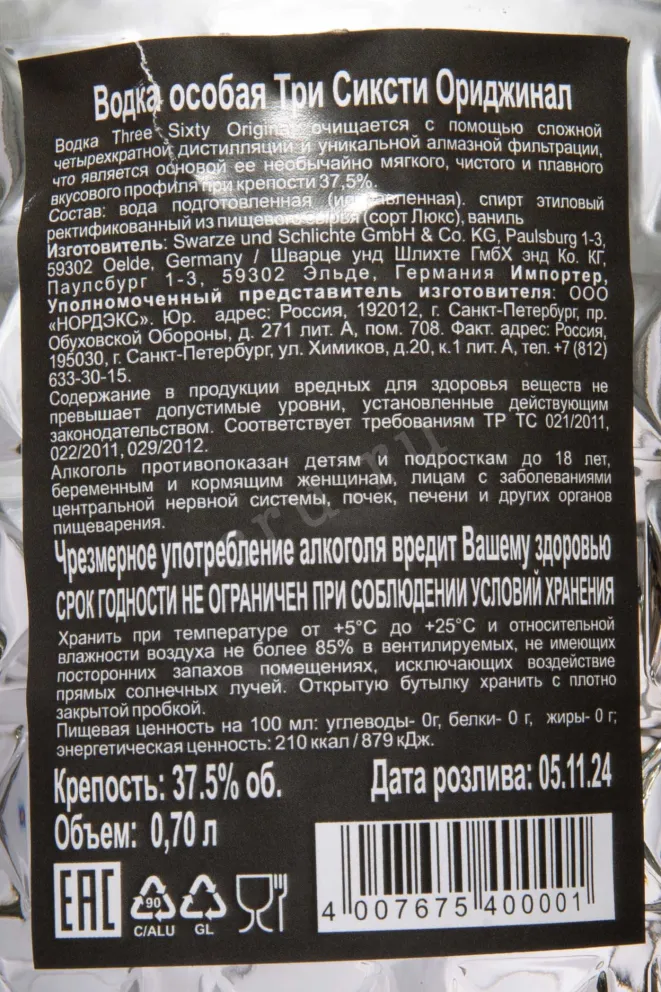 Водка особая Три Сиксти Ориджинал
Водка Three Sixty Original очищается с помощью сложной
четырехкратной дистилляции и уникальной алмазной фильтрации,
что является основой ее необычайно мягкого, чистого и плавного
вкусового профиля при крепости 37,5%.
Состав: вода подготовленная спирт этиловый
ректификованный из пищевого сырья (сорт Люкс), ваниль
Изготовитель: Swarze und Schlichte GmbH & Co. KG, Paulsburg 1-3,
59302 Oelde, Germany / Шварце унд Шлихте ГмбХ энд Ко. КГ,
Паулсбург 1-3, 59302 Эльде, Германия Импортер,
Уполномоченный представитель изготовителя: ООО
«НОРДЭКС». Юр. адрес: Россия, 192012, г. Санкт-Петербург, пр.
Обуховской Обороны, д. 271 лит. А, пом. 708. Факт. адрес: Россия,
195030, г. Санкт-Петербург, ул. Химиков, д.20, к.1 лит. А, тел. +7 (812)
633-30-15.
Содержание в продукции вредных для здоровья веществ не
превышает допустимые уровни, установленные действующим
законодательством. Соответствует требованиям ТР ТС 021/2011,
022/2011, 029/2012.
Алкоголь противопоказан детям и подросткам до 18 лет,
беременным и кормящим женщинам, лицам с заболеваниями
центральной нервной системы, почек, печени и других органов
пищеварения.
Чрезмерное употребление алкоголя вредит Вашему здоровью
СРОК ГОДНОСТИ НЕ ОГРАНИЧЕН ПРИ СОБЛЮДЕНИИ УСЛОВИЙ ХРАНЕНИЯ
Хранить при температуре от +5°С до +25°С и относительной
влажности воздуха не более 85% в вентилируемых, не имеющих
посторонних запахов помещениях, исключающих воздействие
прямых солнечных лучей. Открытую бутылку хранить с плотно
закрытой пробкой.
Пищевая ценность на 100 мл: углеводы- 0г, белки- 0 г, жиры- 0 г;
энергетическая ценность: 210 ккал / 879 кДж.
Крепость: 37.5% об. Дата розлива: 05.11.24
Объем: 0,70 л
EAC 90 C/ALU GL
4 007675 400001